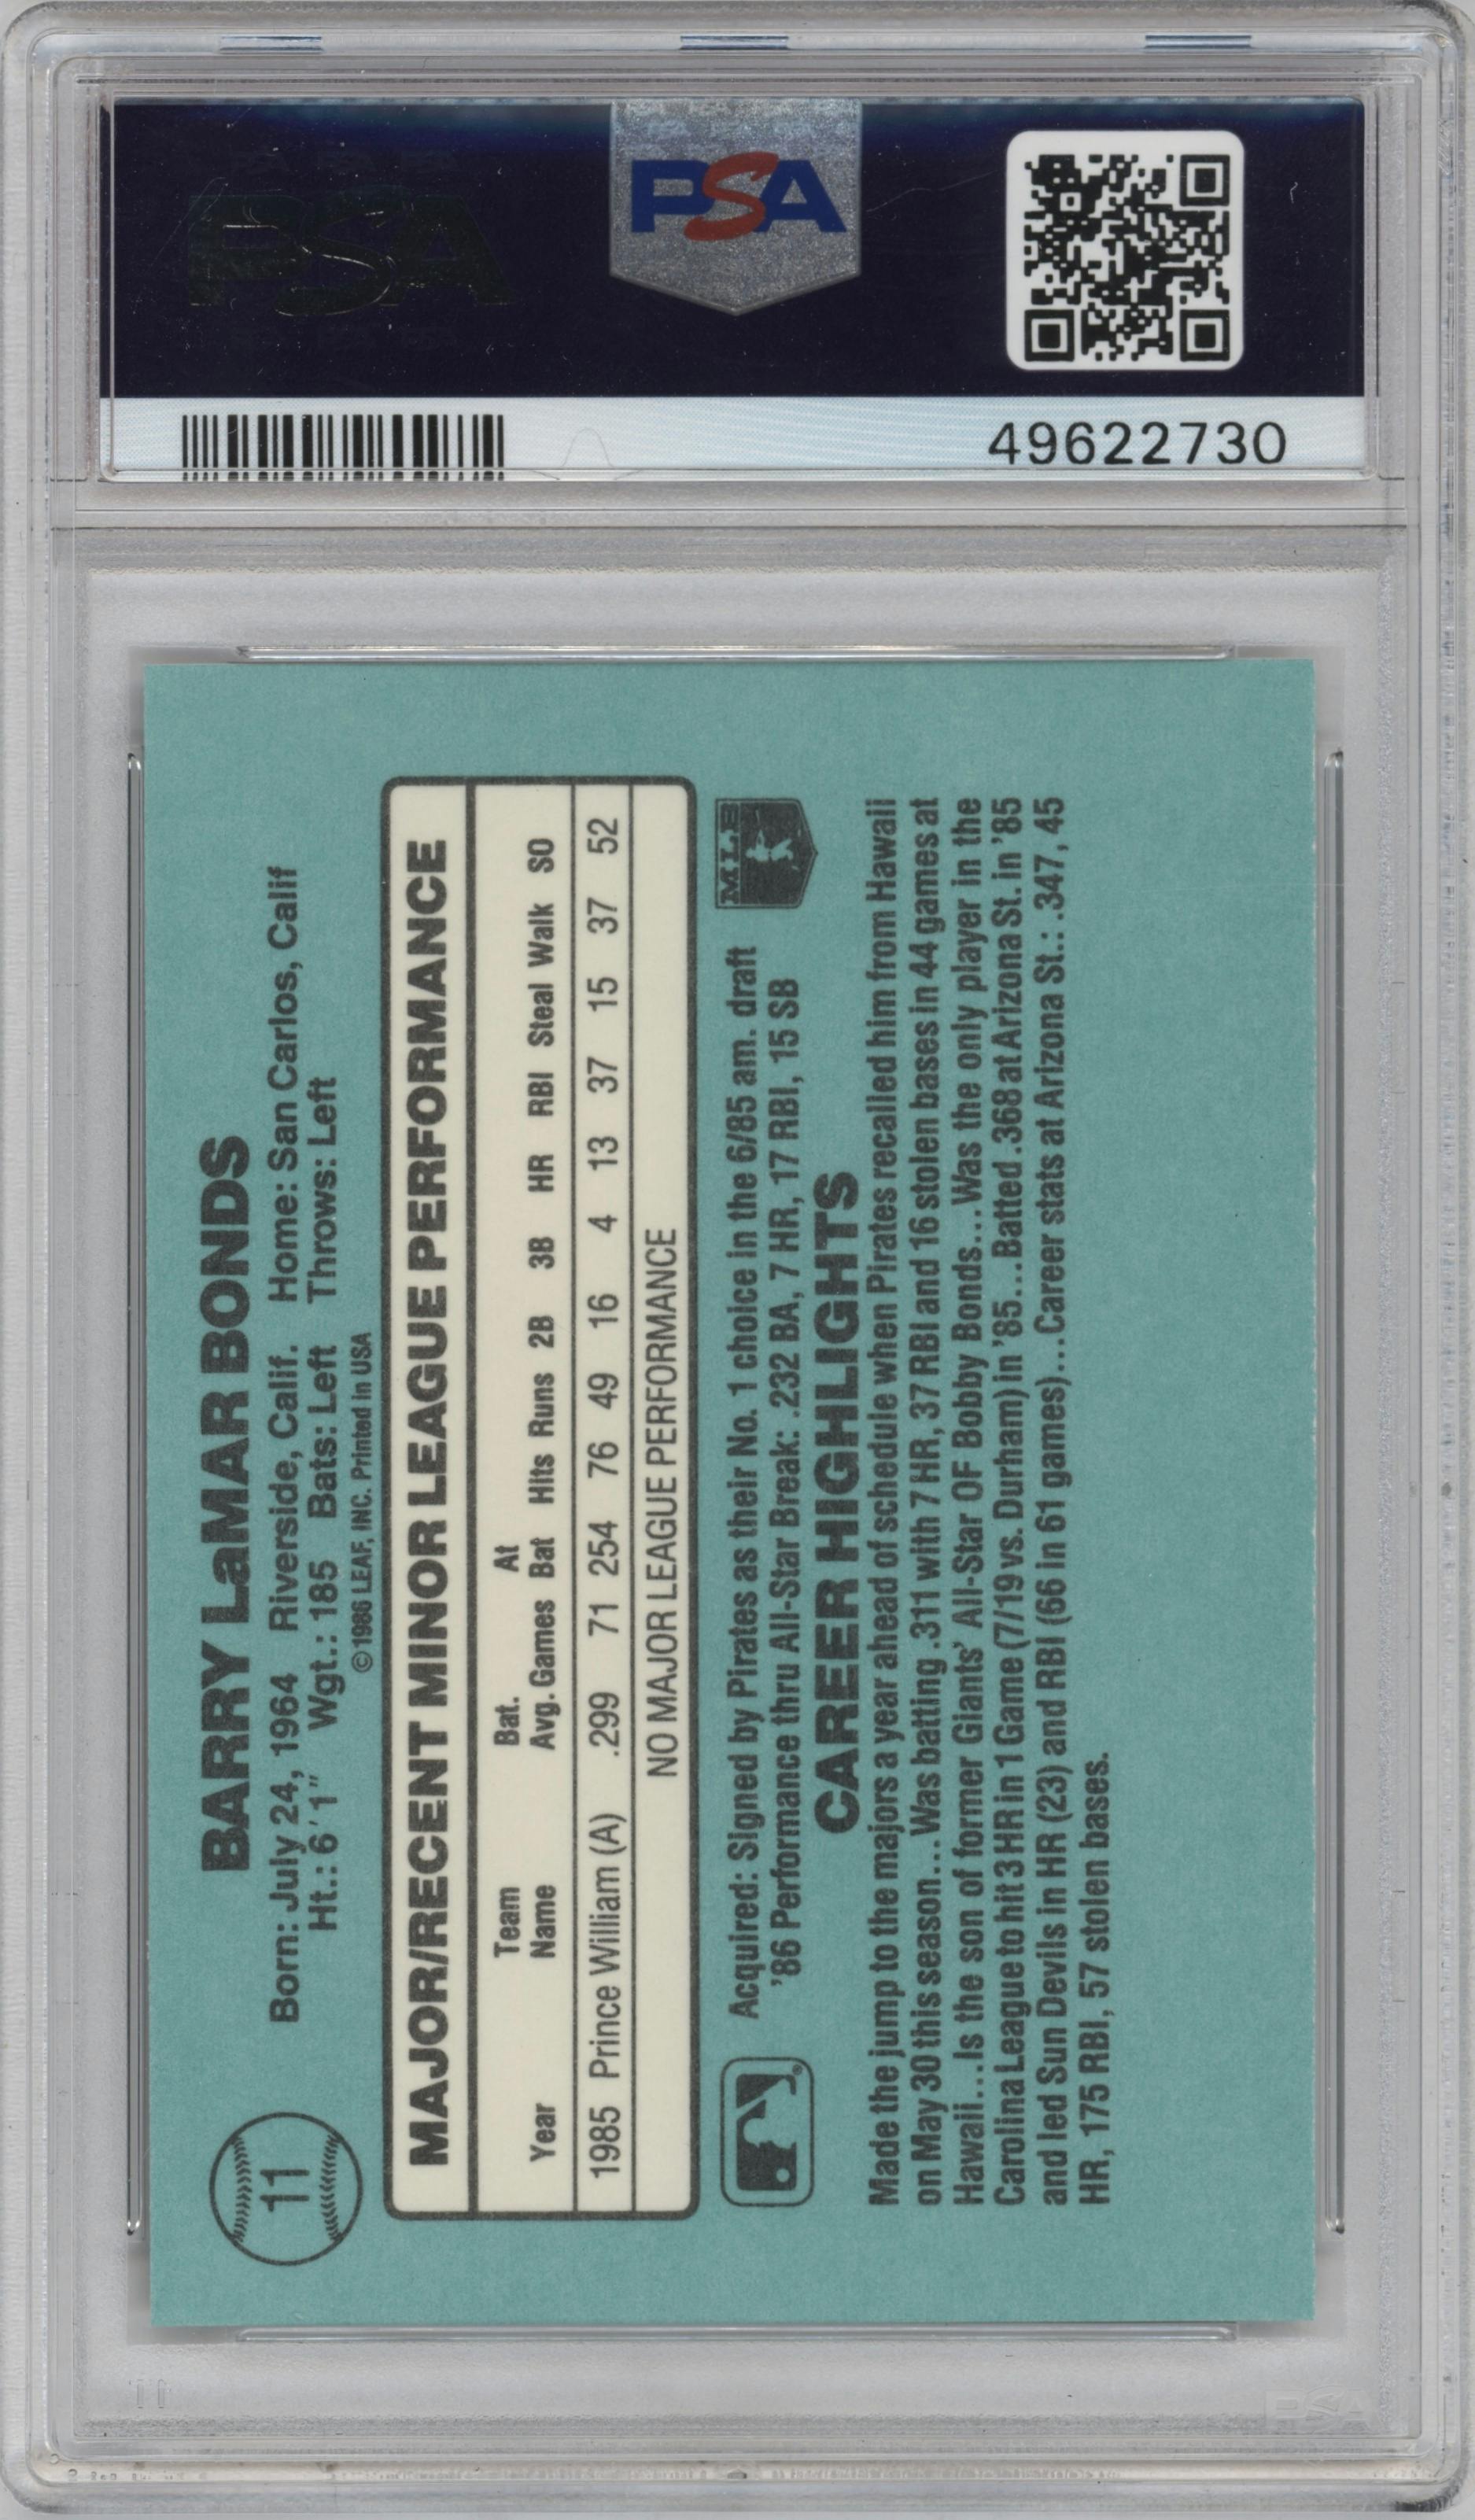 PSA
PSA
49622730
11
BARRY LaMAR BONDS
Born: July 24, 1964 Riverside, Calif. Home: San Carlos, Calif
Ht.: 6'1" Wgt.: 185 Bats: Left Throws: Left
©1986 LEAF, INC. Printed in USA
MAJOR/RECENT MINOR LEAGUE PERFORMANCE
Team Bat. At
Year Name Avg. Games Bat Hits Runs 2B 3B HR RBI Steal Walk SO
1985 Prince William (A) .299 71 254 76 49 16 4 13 37 15 37 52
NO MAJOR LEAGUE PERFORMANCE
Acquired: Signed by Pirates as their No. 1 choice in the 6/85 am. draft
'86 Performance thru All-Star Break: .232 BA, 7 HR, 17 RBI, 15 SB
MLB
CAREER HIGHLIGHTS
Made the jump to the majors a year ahead of schedule when Pirates recalled him from Hawaii
on May 30 this season...Was batting .311 with 7 HR, 37 RBI and 16 stolen bases in 44 games at
Hawaii...Is the son of former Giants' All-Star OF Bobby Bonds...Was the only player in the
Carolina League to hit 3 HR in 1 Game (7/19 vs. Durham) in '85...Batted .368 at Arizona St. in '85
and led Sun Devils in HR (23) and RBI (66 in 61 games)...Career stats at Arizona St.: .347, 45
HR, 175 RBI, 57 stolen bases.
PSA